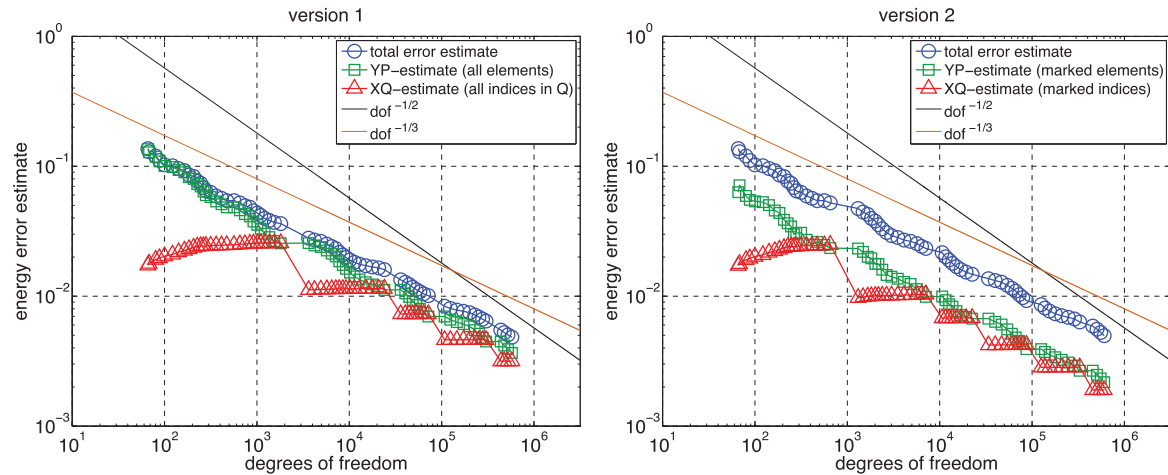 version 1
10^0
10^-1
10^-2
10^-3
energy error estimate
total error estimate
YP−estimate (all elements)
XQ−estimate (all indices in Q)
dof^-1/2
dof^-1/3
10^1
10^2
10^3
10^4
10^5
10^6
degrees of freedom
version 2
10^0
10^-1
10^-2
10^-3
energy error estimate
total error estimate
YP−estimate (marked elements)
XQ−estimate (marked indices)
dof^-1/2
dof^-1/3
10^1
10^2
10^3
10^4
10^5
10^6
degrees of freedom